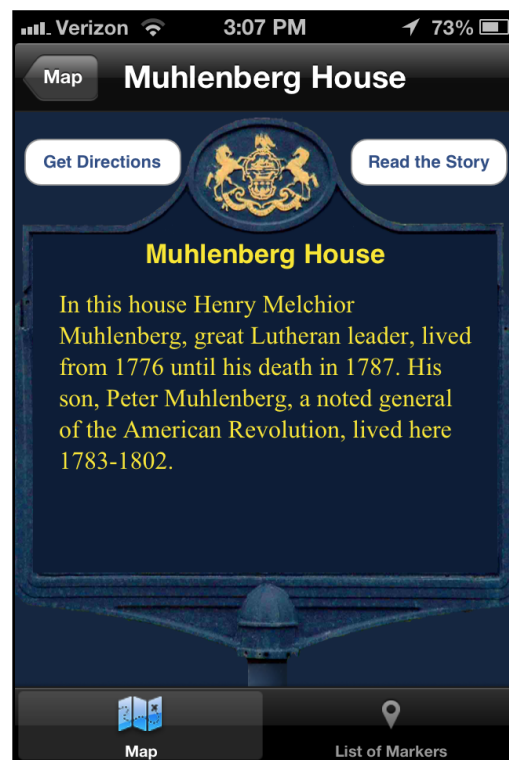 Verizon 3:07 PM 73%
Map Muhlenberg House
Get Directions
Read the Story
Muhlenberg House
In this house Henry Melchior
Muhlenberg, great Lutheran leader, lived
from 1776 until his death in 1787. His
son, Peter Muhlenberg, a noted general
of the American Revolution, lived here
1783-1802.
Map
List of Markers